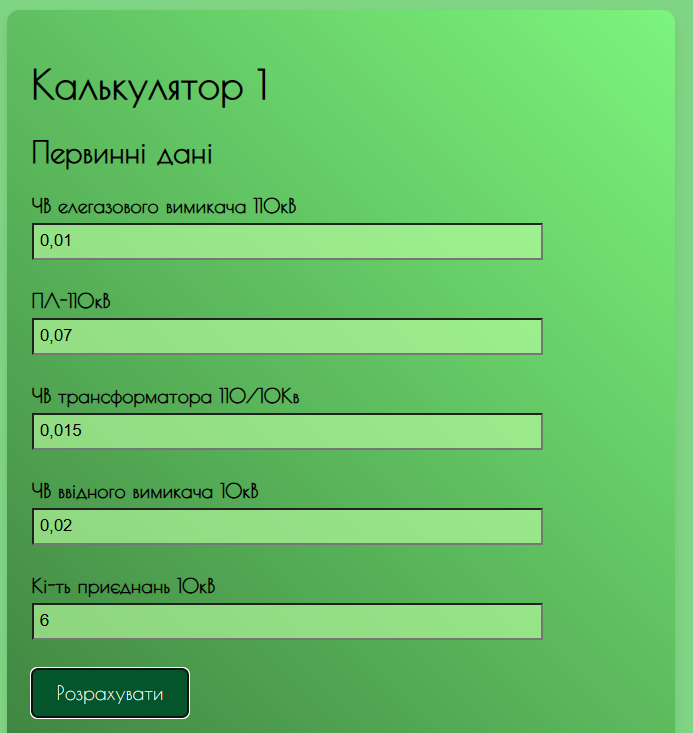 Калькулятор 1
Первинні дані
ЧВ елегазового вимикача 110кВ
0,01
ПЛ-110кВ
0,07
ЧВ трансформатора 110/10Кв
0,015
ЧВ ввідного вимикача 10кВ
0,02
Кі-ть приєднань 10кВ
6
Розрахувати